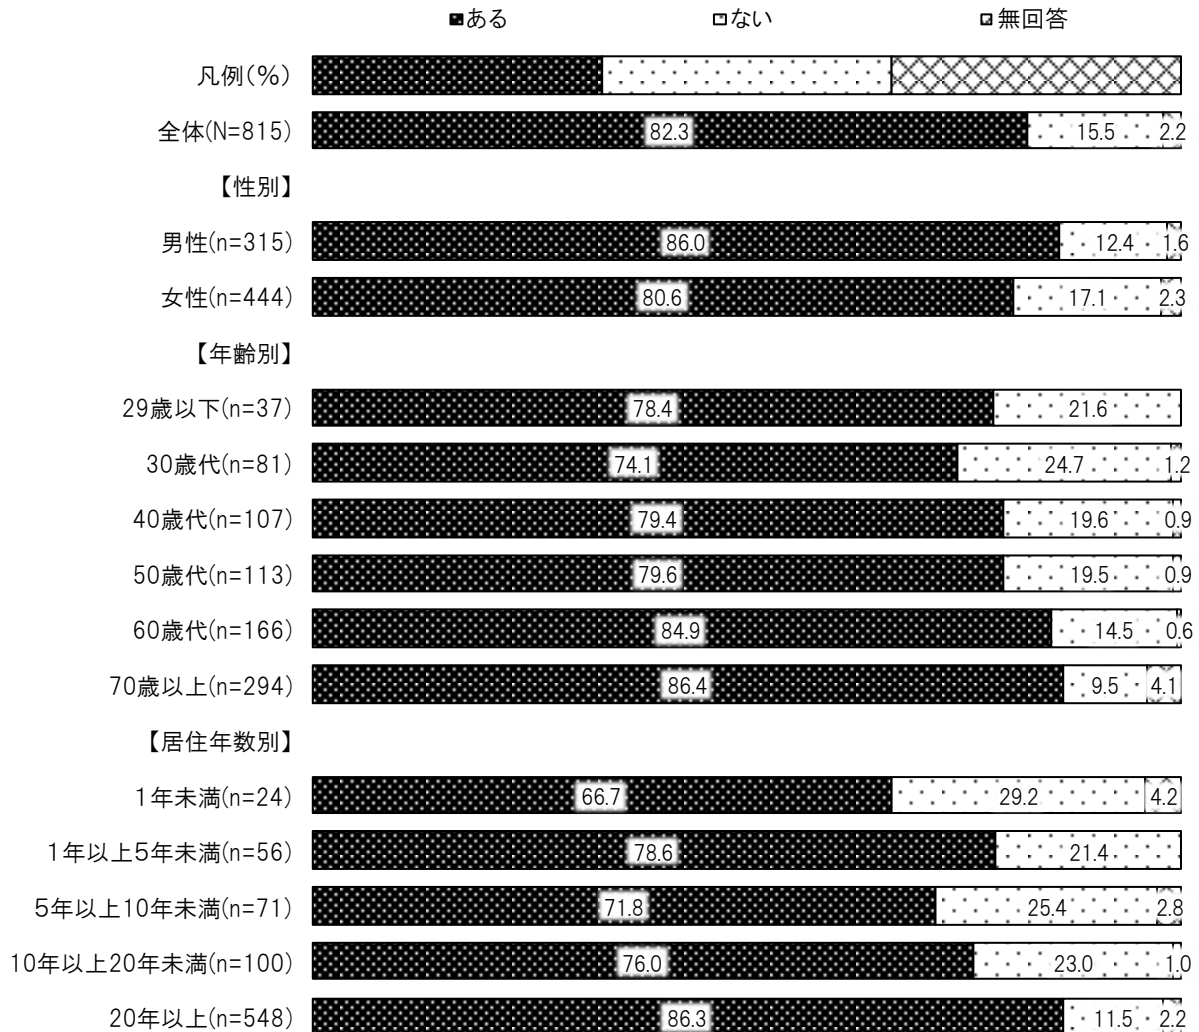 ある ない 無回答
凡例(%)
全体(N=815) 82.3 15.5 2.2
【性別】
男性(n=315) 86.0 12.4 1.6
女性(n=444) 80.6 17.1 2.3
【年齢別】
29歳以下(n=37) 78.4 21.6
30歳代(n=81) 74.1 24.7 1.2
40歳代(n=107) 79.4 19.6 0.9
50歳代(n=113) 79.6 19.5 0.9
60歳代(n=166) 84.9 14.5 0.6
70歳以上(n=294) 86.4 9.5 4.1
【居住年数別】
1年未満(n=24) 66.7 29.2 4.2
1年以上5年未満(n=56) 78.6 21.4
5年以上10年未満(n=71) 71.8 25.4 2.8
10年以上20年未満(n=100) 76.0 23.0 1.0
20年以上(n=548) 86.3 11.5 2.2